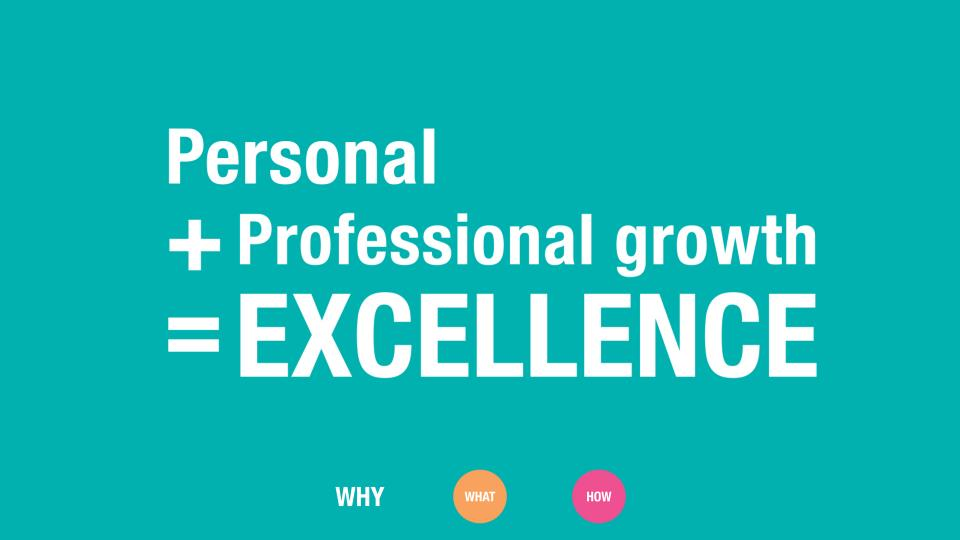 Personal
+ Professional growth
= EXCELLENCE
WHY WHAT HOW